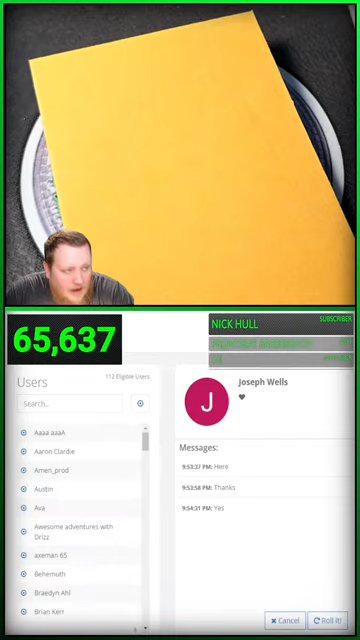 65,637
NICK HULL
SUBSCRIBER
Users
112 Eligible Users
Search...
Aaaa aaaA
Aaron Clardie
Amen_prod
Austin
Ava
Awesome adventures with
Drizz
axeman 65
Behemuth
Braedyn Ahl
Brian Kerr
J
Joseph Wells
Messages:
9:53:37 PM: Here
9:53:58 PM: Thanks
9:54:31 PM: Yes
Cancel
Roll It!